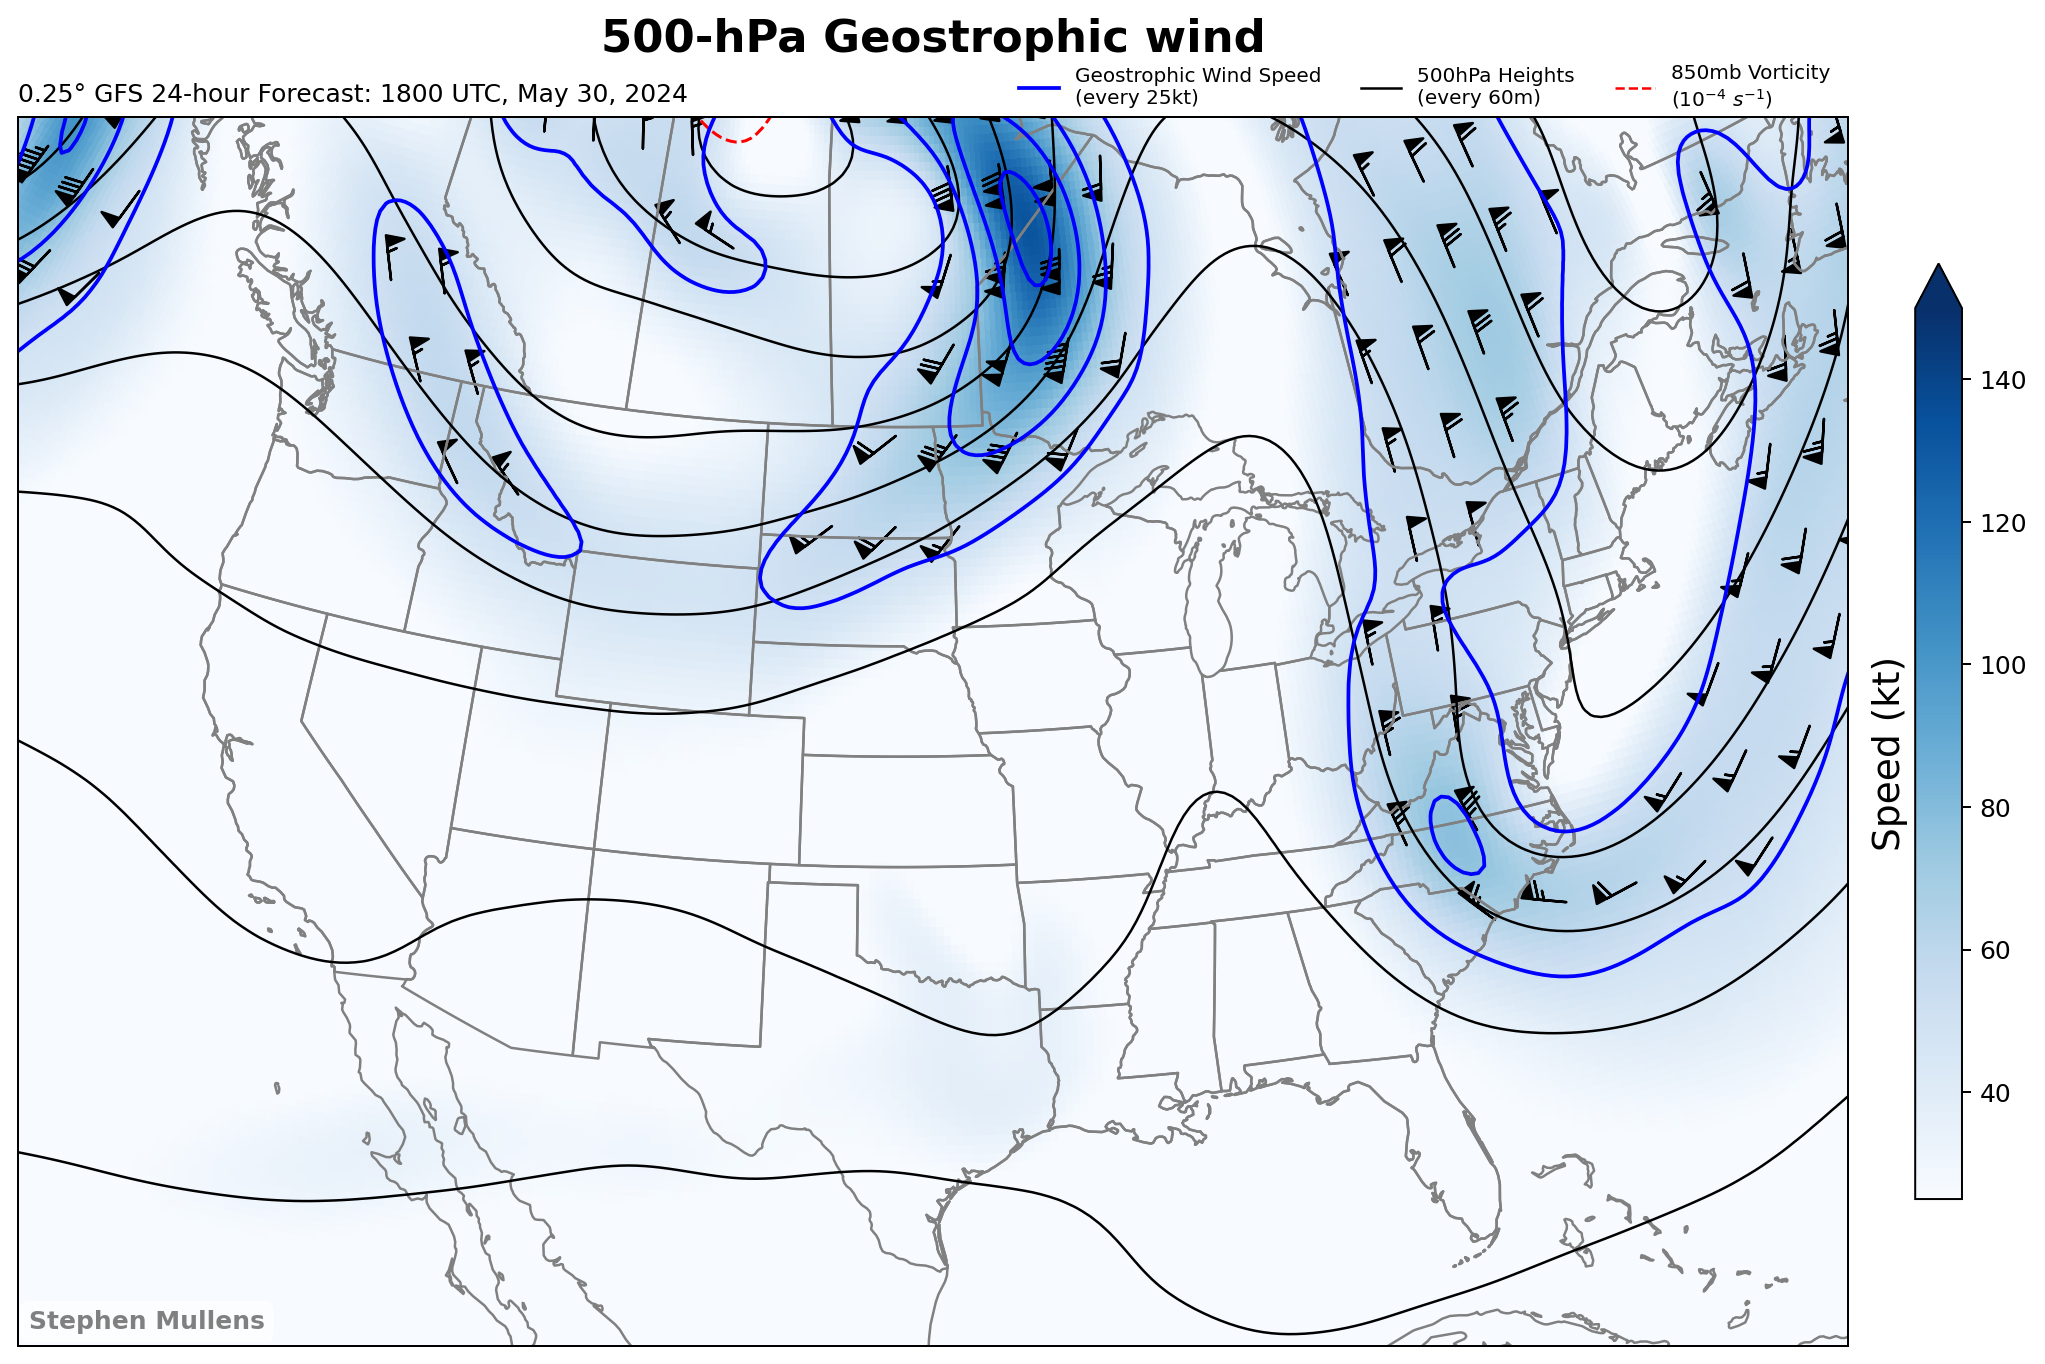 500-hPa Geostrophic wind
0.25° GFS 24-hour Forecast: 1800 UTC, May 30, 2024
Geostrophic Wind Speed
(every 25kt)
500hPa Heights
(every 60m)
850mb Vorticity
(10⁻⁴ s⁻¹)
140
120
100
80
60
40
Speed (kt)
Stephen Mullens